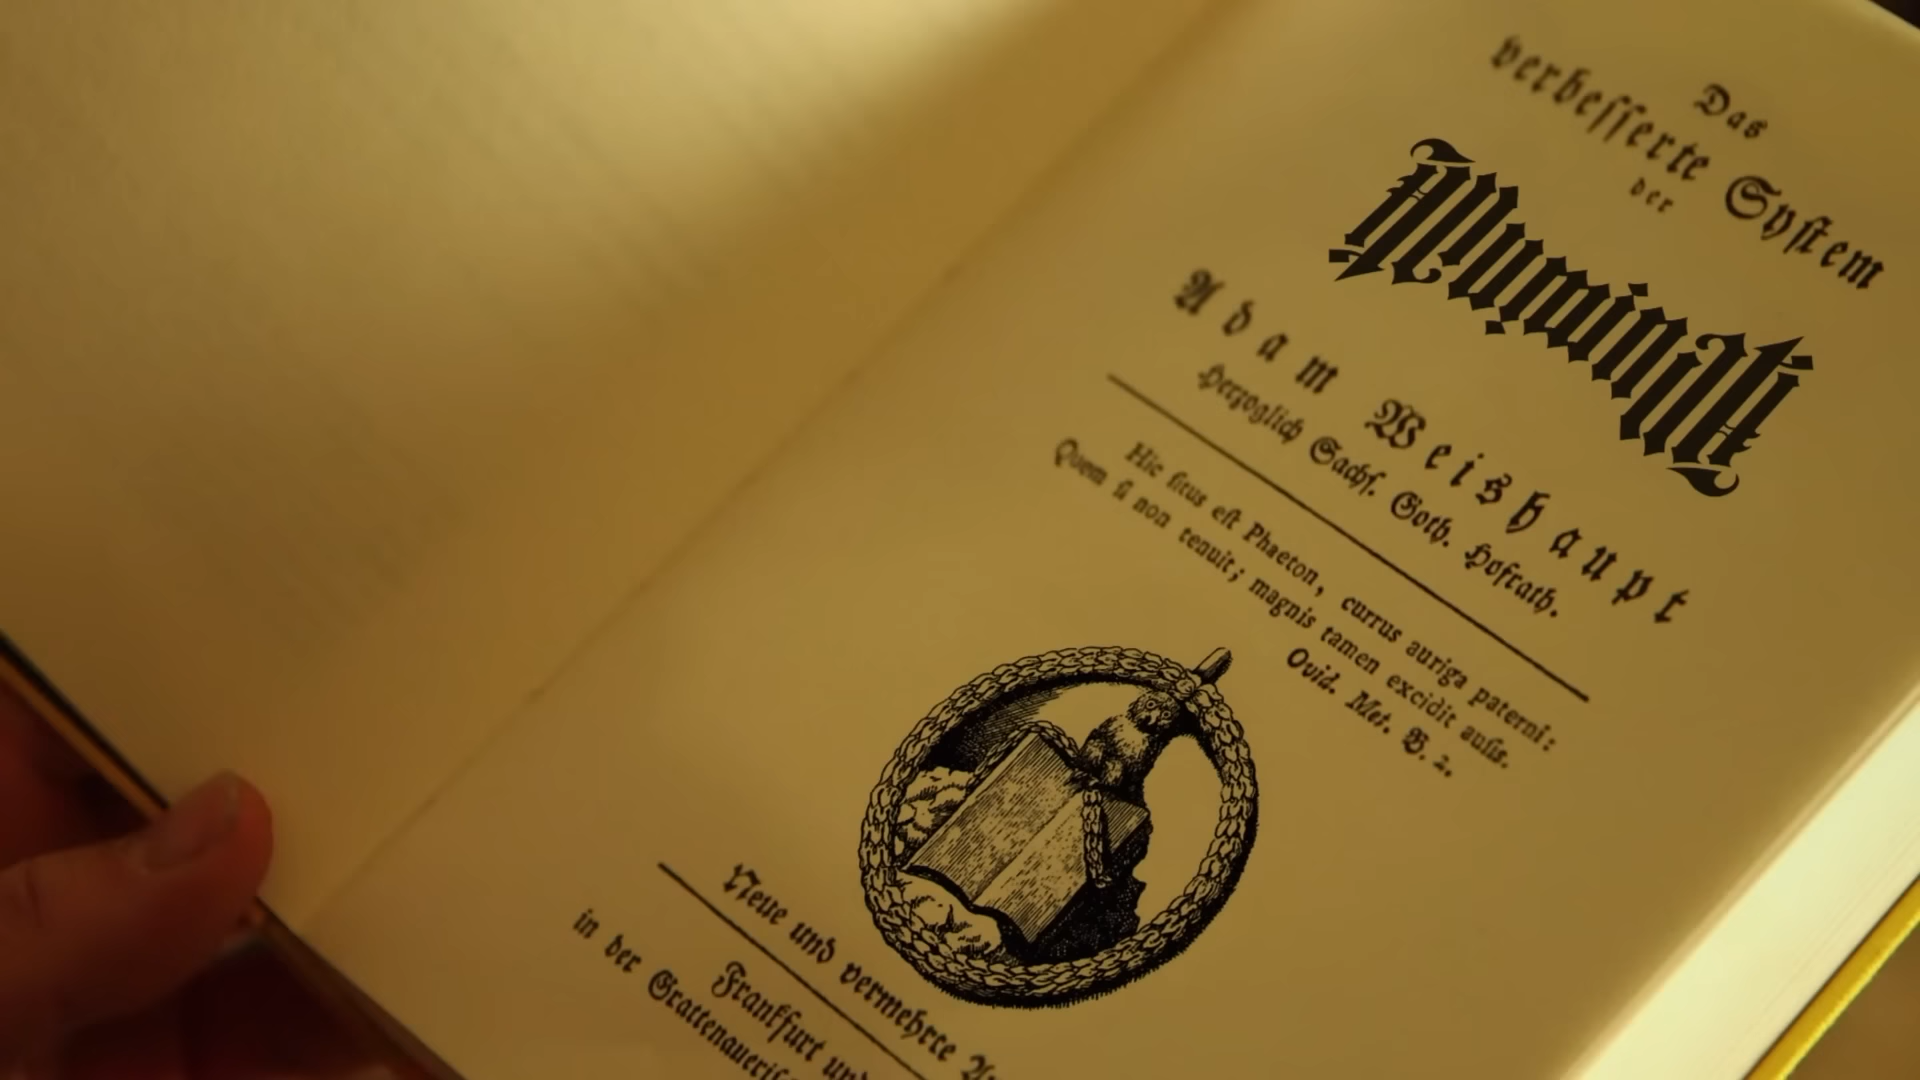 Das
verbeſſerte Syſtem
der
Illuminati
Adam Weishaupt
Herzoglich Sachſ. Goth. Hofrath.
Hic ſitus eſt Phaeton, currus auriga paterni:
Quem ſi non tenuit; magnis tamen excidit auſis.
Ovid. Met. B. 2.
Neue und vermehrte
Frankfurt und
in der